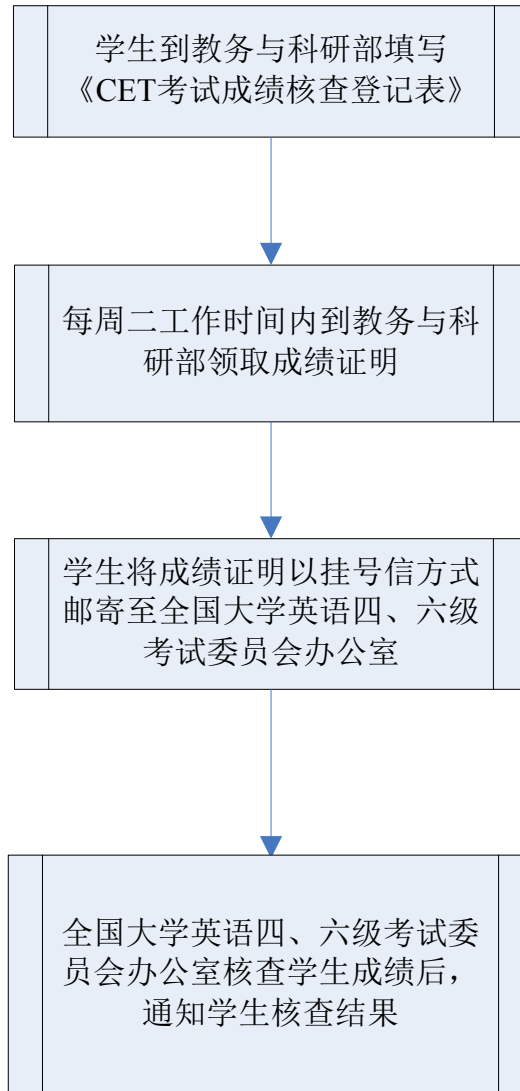 学生到教务与科研部填写
《CET考试成绩核查登记表》
每周二工作时间内到教务与科
研部领取成绩证明
学生将成绩证明以挂号信方式
邮寄至全国大学英语四、六级
考试委员会办公室
全国大学英语四、六级考试委
员会办公室核查学生成绩后，
通知学生核查结果